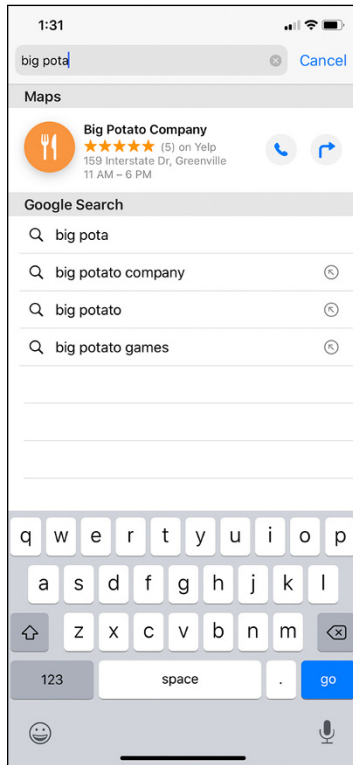 1:31
big pota
Cancel
Maps
Big Potato Company
(5) on Yelp
159 Interstate Dr, Greenville
11 AM – 6 PM
Google Search
big pota
big potato company
big potato
big potato games
q w e r t y u i o p
a s d f g h j k l
z x c v b n m
123 space . go